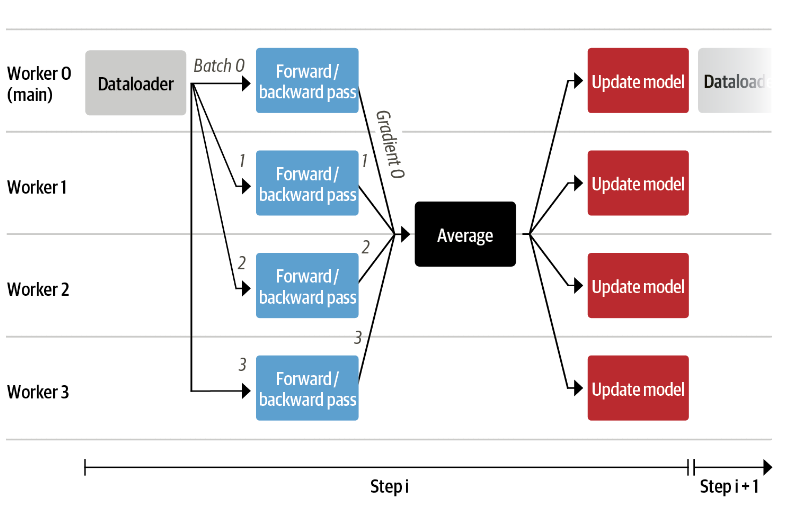 Worker 0
(main)
Dataloader
Batch 0
Forward/
backward pass
Gradient 0
Update model
Dataload
Worker 1
1
Forward/
backward pass
1
Average
Update model
Worker 2
2
Forward/
backward pass
2
Update model
Worker 3
3
Forward/
backward pass
3
Update model
Step i
Step i + 1